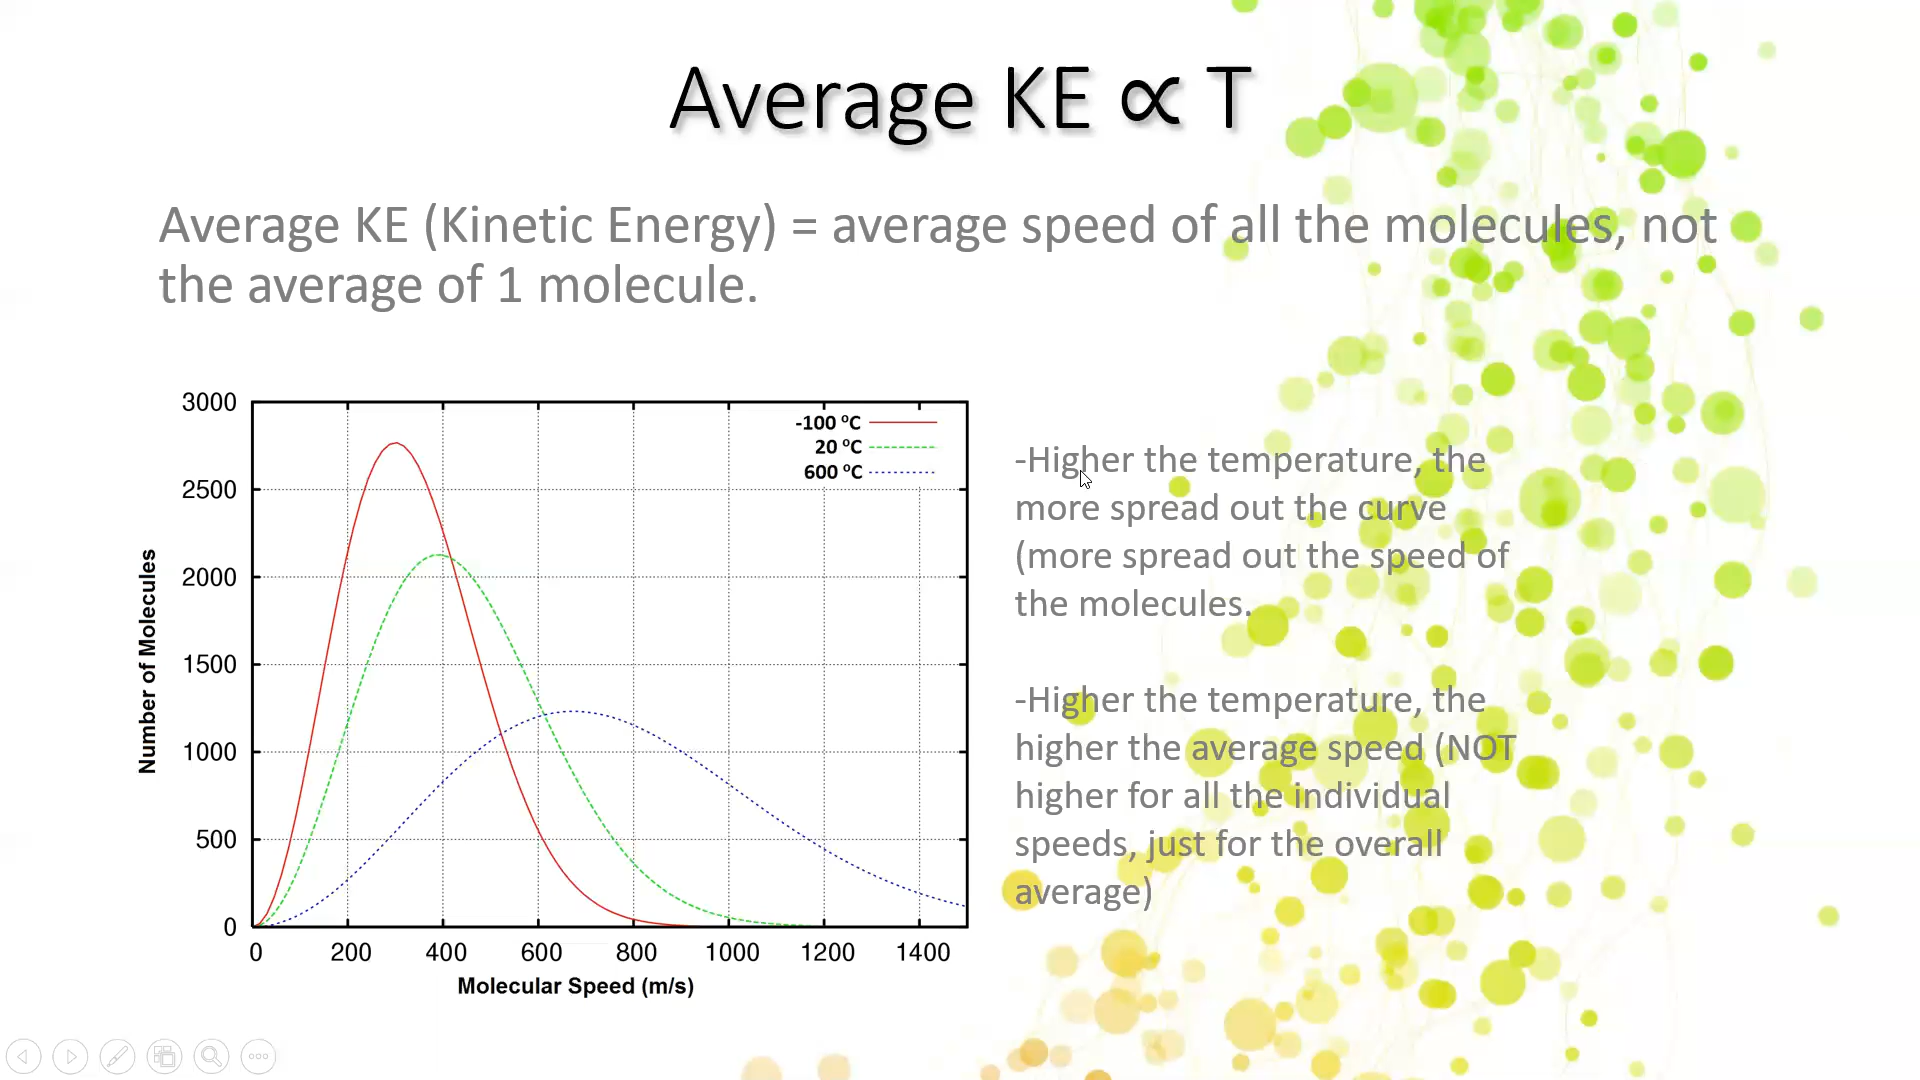 Average KE ∝ T
Average KE (Kinetic Energy) = average speed of all the molecules, not
the average of 1 molecule.
3000
2500
2000
1500
1000
500
0
Number of Molecules
-100 ºC
20 ºC
600 ºC
0 200 400 600 800 1000 1200 1400
Molecular Speed (m/s)
-Higher the temperature, the
more spread out the curve
(more spread out the speed of
the molecules.
-Higher the temperature, the
higher the average speed (NOT
higher for all the individual
speeds, just for the overall
average)